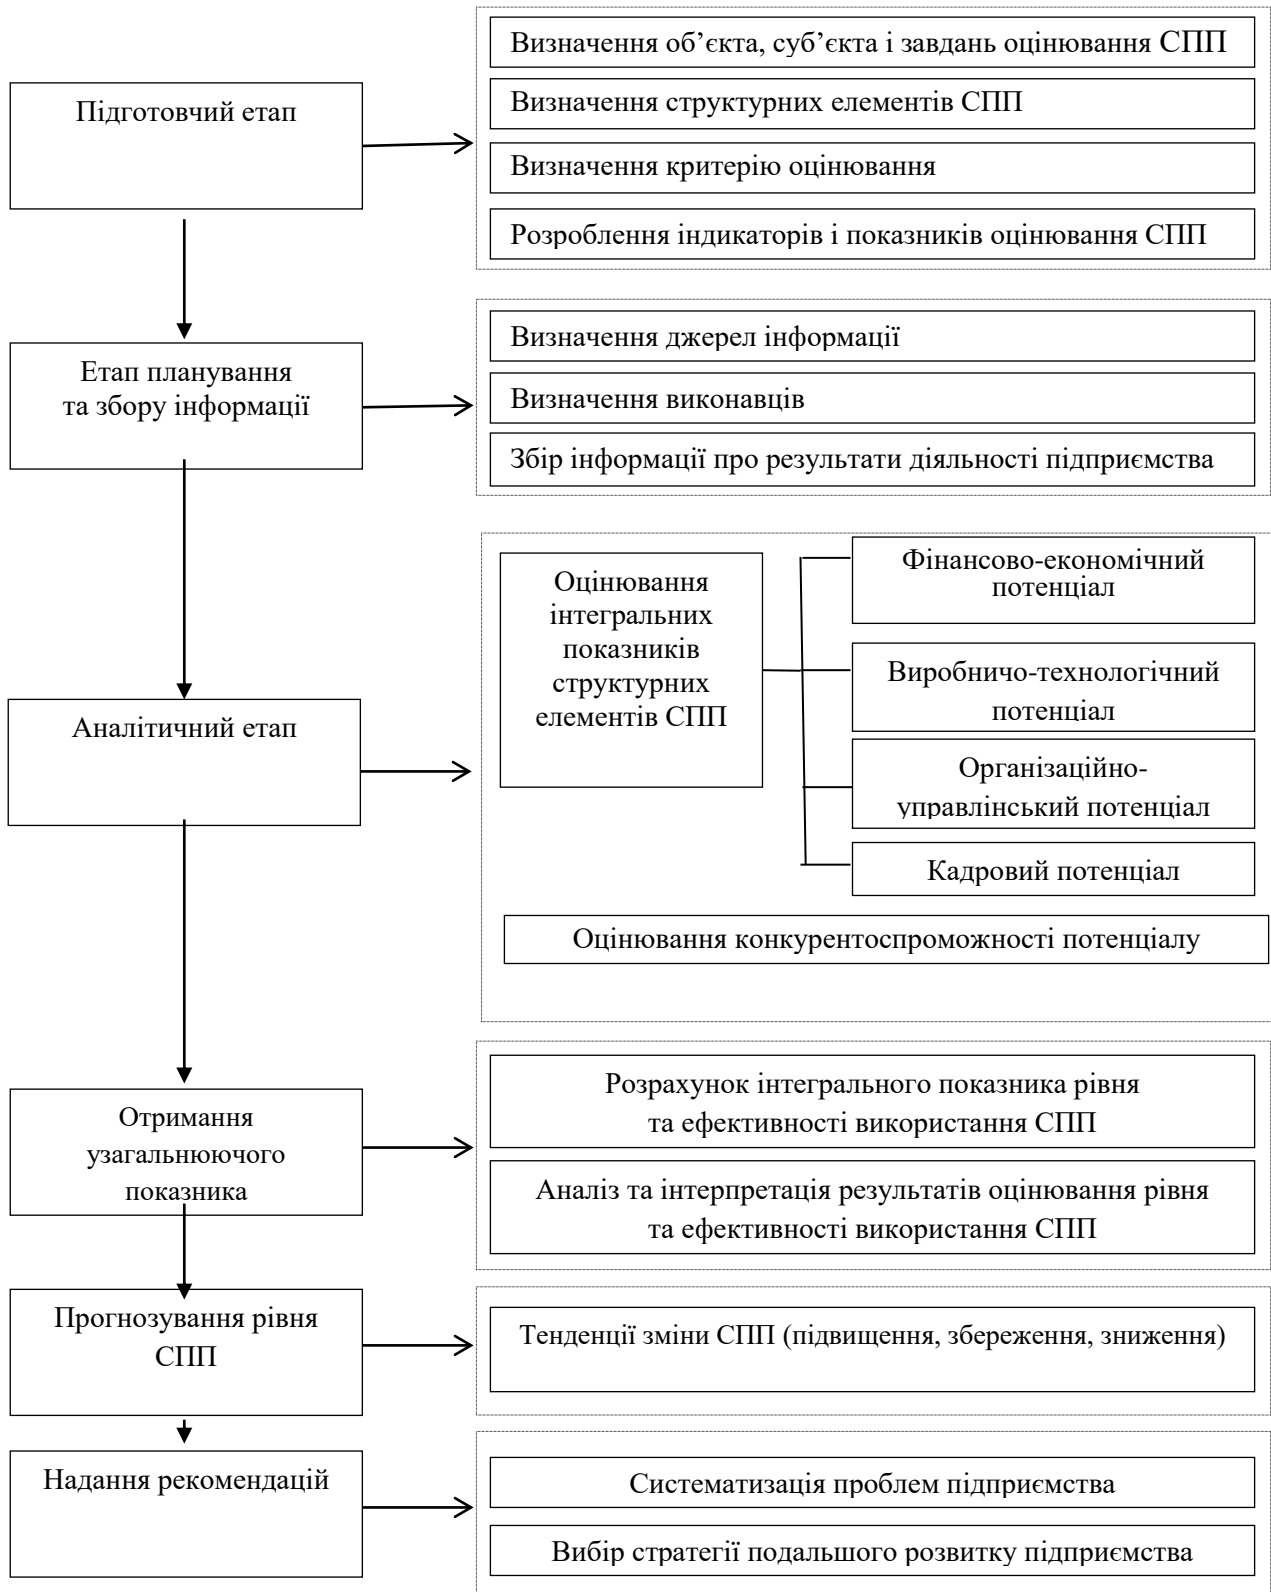 Підготовчий етап
Визначення об’єкта, суб’єкта і завдань оцінювання СПП
Визначення структурних елементів СПП
Визначення критерію оцінювання
Розроблення індикаторів і показників оцінювання СПП
Етап планування
та збору інформації
Визначення джерел інформації
Визначення виконавців
Збір інформації про результати діяльності підприємства
Аналітичний етап
Оцінювання
інтегральних
показників
структурних
елементів СПП
Фінансово-економічний
потенціал
Виробничо-технологічний
потенціал
Організаційно-
управлінський потенціал
Кадровий потенціал
Оцінювання конкурентоспроможності потенціалу
Отримання
узагальнюючого
показника
Розрахунок інтегрального показника рівня
та ефективності використання СПП
Аналіз та інтерпретація результатів оцінювання рівня
та ефективності використання СПП
Прогнозування рівня
СПП
Тенденції зміни СПП (підвищення, збереження, зниження)
Надання рекомендацій
Систематизація проблем підприємства
Вибір стратегії подальшого розвитку підприємства